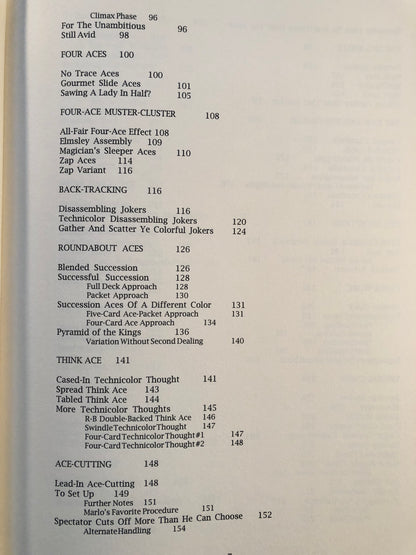 Climax Phase 96
For The Unambitious 96
Still Avid 98
FOUR ACES 100
No Trace Aces 100
Gourmet Slide Aces 101
Sawing A Lady In Half? 105
FOUR-ACE MUSTER-CLUSTER 108
All-Fair Four-Ace Effect 108
Elmsley Assembly 109
Magician's Sleeper Aces 110
Zap Aces 114
Zap Variant 116
BACK-TRACKING 116
Disassembling Jokers 116
Technicolor Disassembling Jokers 120
Gather And Scatter Ye Colorful Jokers 124
ROUNDABOUT ACES 126
Blended Succession 126
Successful Succession 128
Full Deck Approach 128
Packet Approach 130
Succession Aces Of A Different Color 131
Five-Card Ace-Packet Approach 131
Four-Card Ace Approach 134
Pyramid of the Kings 136
Variation Without Second Dealing 140
THINK ACE 141
Cased-In Technicolor Thought 141
Spread Think Ace 143
Tabled Think Ace 144
More Technicolor Thoughts 145
R-B Double-Backed Think Ace 146
Swindle Technicolor Thought 147
Four-Card Technicolor Thought #1 147
Four-Card Technicolor Thought #2 148
ACE-CUTTING 148
Lead-In Ace-Cutting 148
To Set Up 149
Further Notes 151
Marlo's Favorite Procedure 151
Spectator Cuts Off More Than He Can Choose 152
Alternate Handling 154